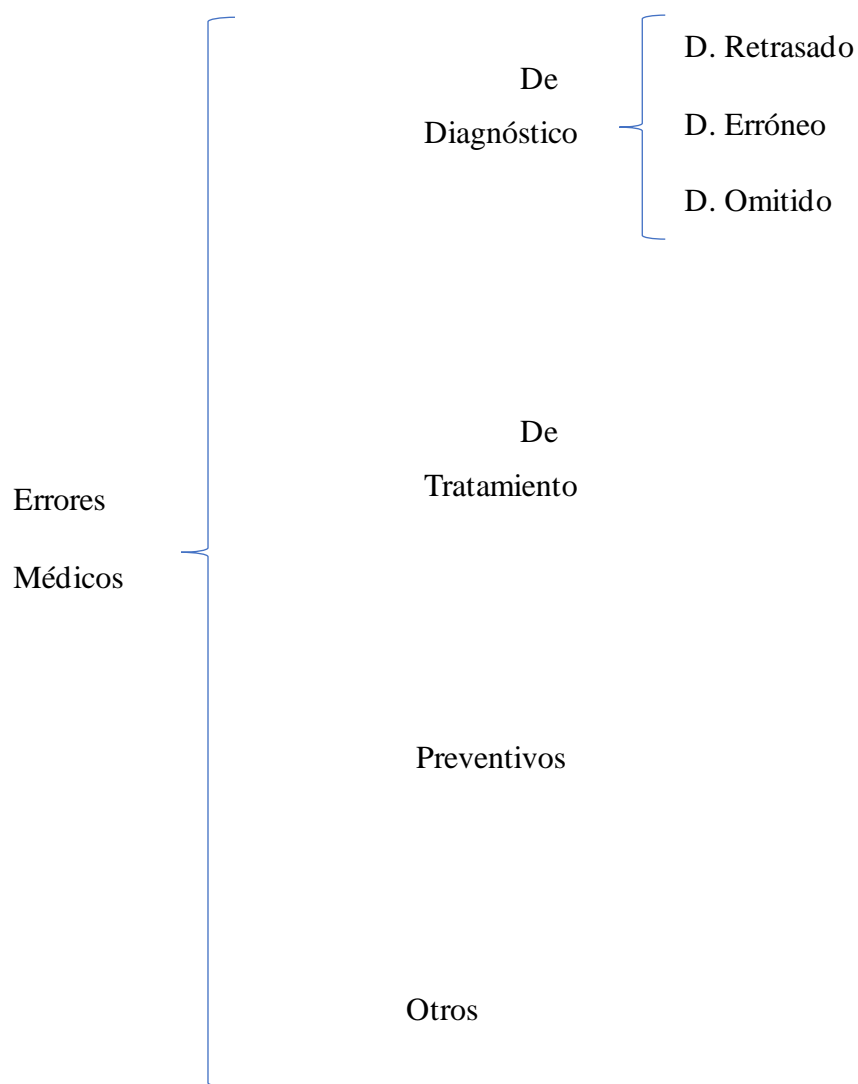 Errores
Médicos
De
Diagnóstico
D. Retrasado
D. Erróneo
D. Omitido
De
Tratamiento
Preventivos
Otros